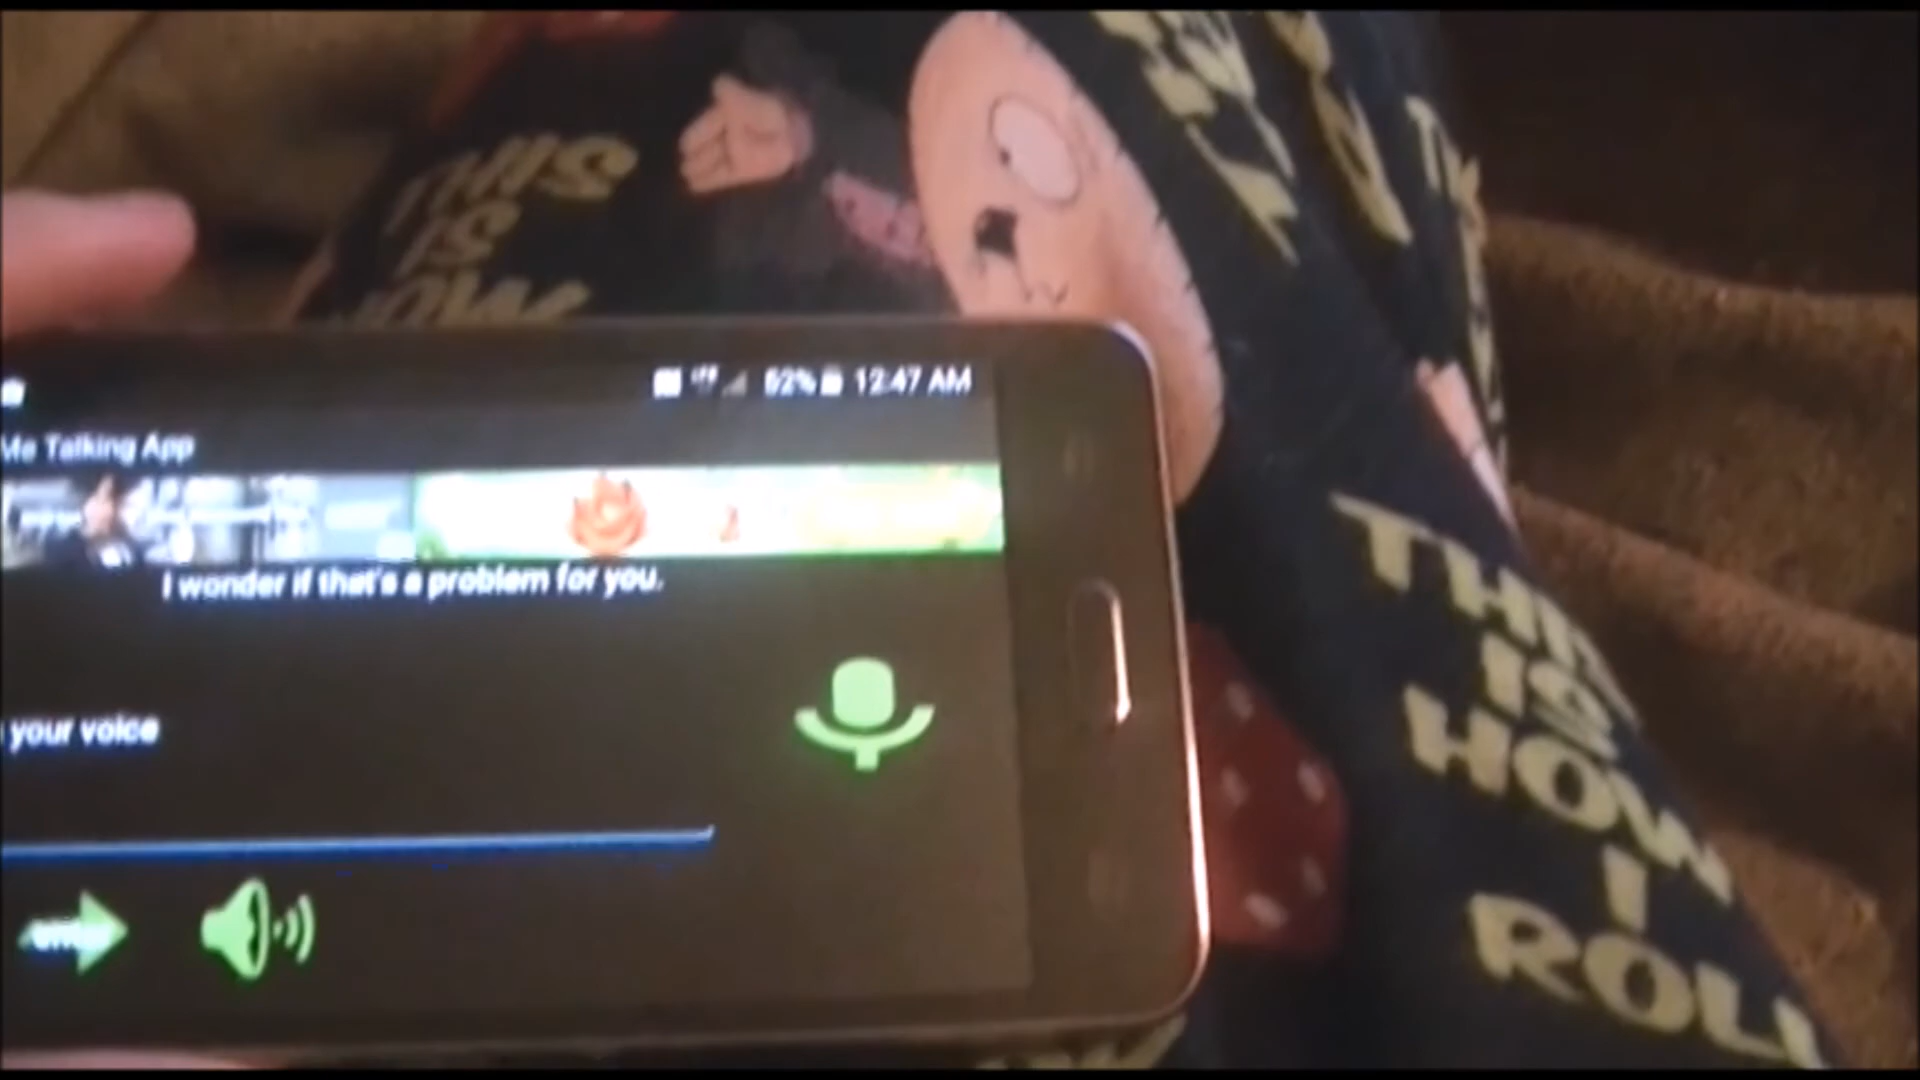 THIS
IS
HOW
52% 12:47 AM
Me Talking App
I wonder if that's a problem for you.
your voice
THIS
IS
HOW
I
ROLL